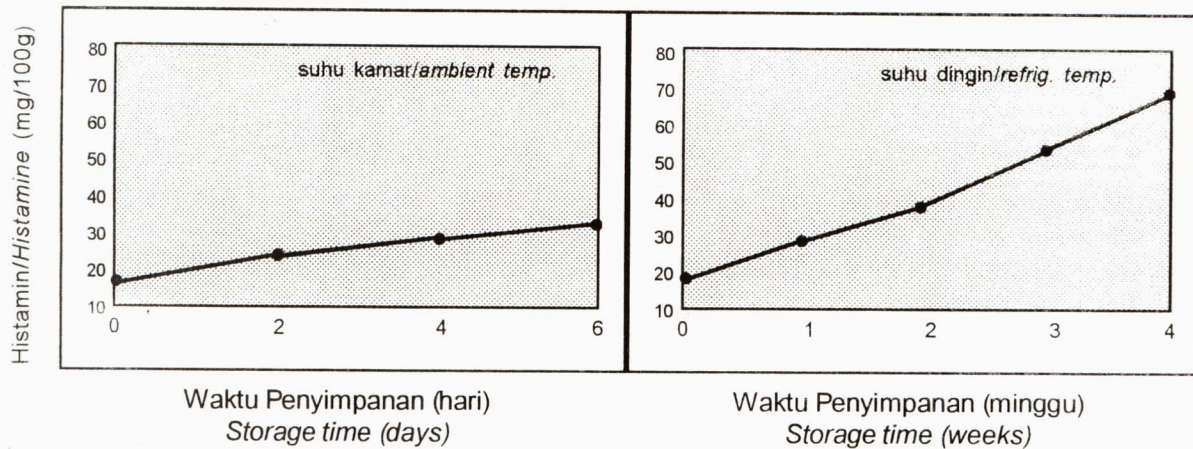 Histamin/Histamine (mg/100g)
80
70
60
50
40
30
20
10
suhu kamar/ambient temp.
0 2 4 6
Waktu Penyimpanan (hari)
Storage time (days)
80
70
60
50
40
30
20
10
suhu dingin/refrig. temp.
0 1 2 3 4
Waktu Penyimpanan (minggu)
Storage time (weeks)